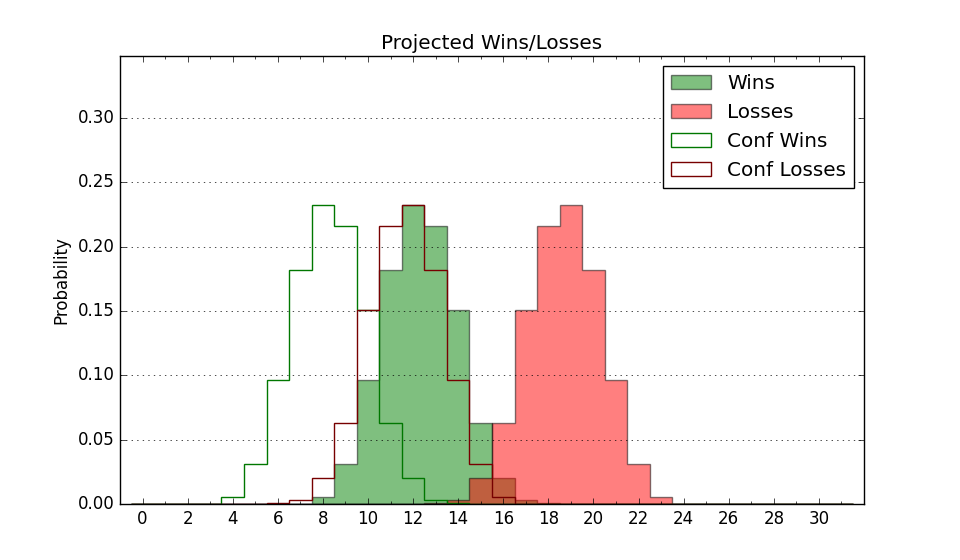 Projected Wins/Losses
Wins
Losses
Conf Wins
Conf Losses
Probability
0.30
0.25
0.20
0.15
0.10
0.05
0.00
0 2 4 6 8 10 12 14 16 18 20 22 24 26 28 30